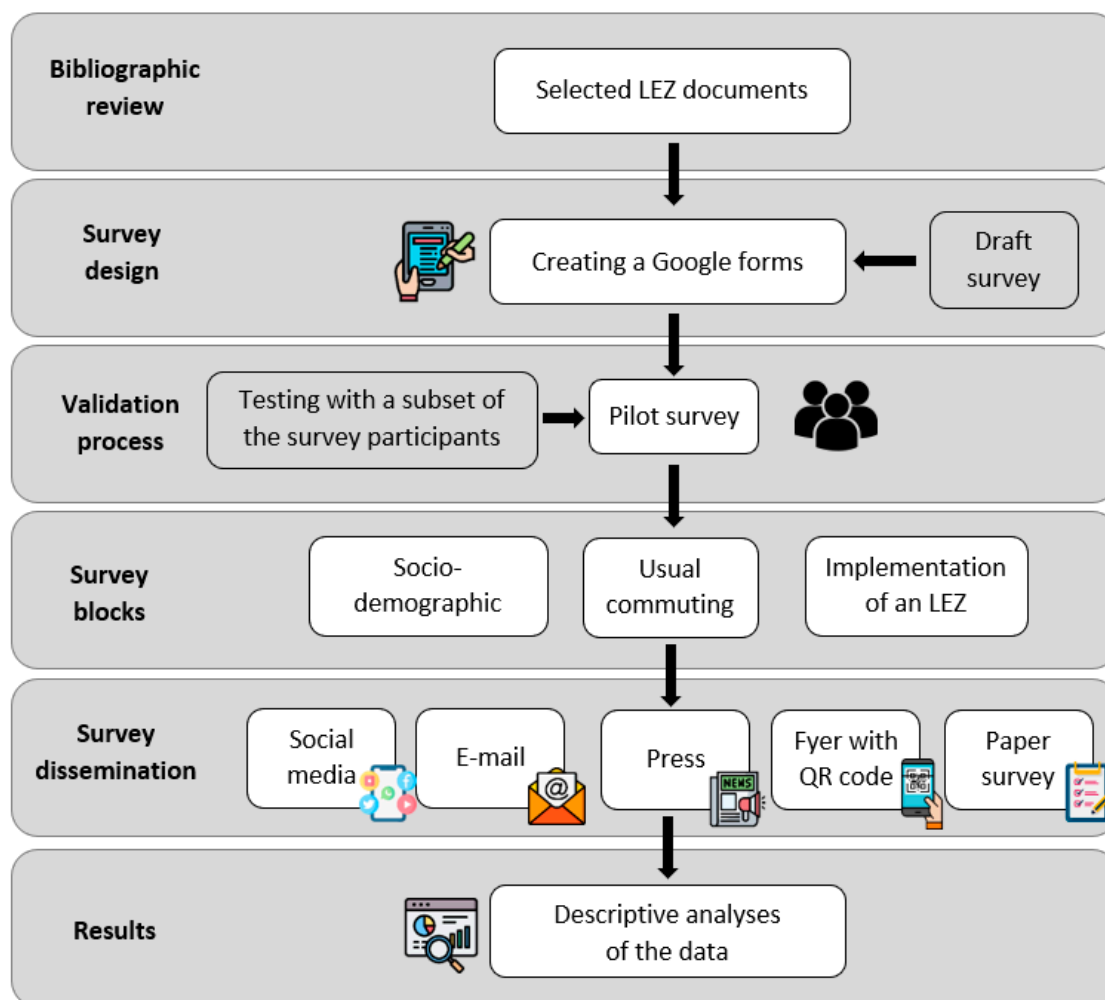 Bibliographic
review
Selected LEZ documents
Survey
design
Creating a Google forms
Draft
survey
Validation
process
Testing with a subset of
the survey participants
Pilot survey
Survey
blocks
Socio-
demographic
Usual
commuting
Implementation
of an LEZ
Survey
dissemination
Social
media
E-mail
@
Press
NEWS
Fyer with
QR code
Paper
survey
Results
Descriptive analyses
of the data